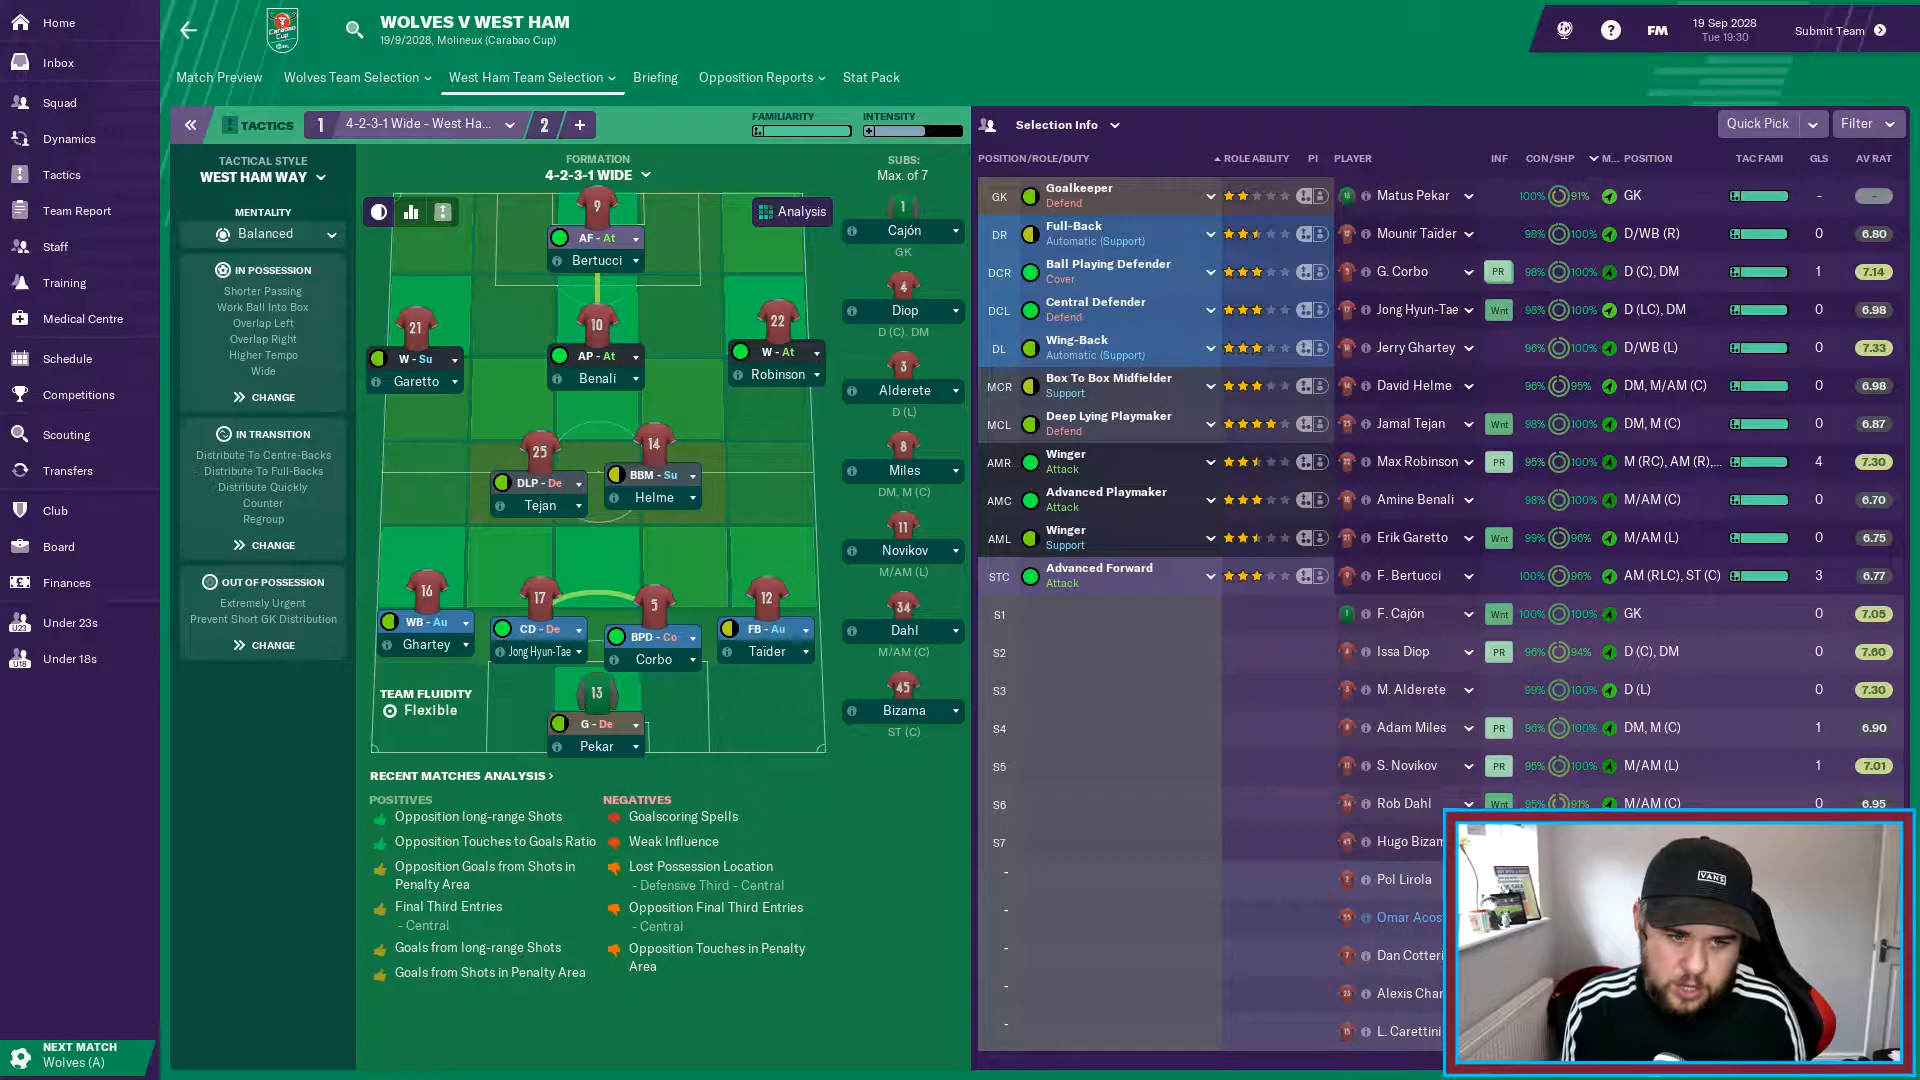 Home
Inbox
Squad
Dynamics
Tactics
Team Report
Staff
Training
Medical Centre
Schedule
Competitions
Scouting
Transfers
Club
Board
Finances
U23
Under 23s
U18
Under 18s
NEXT MATCH
Wolves (A)
Carabao Cup
WOLVES V WEST HAM
19/9/2028, Molineux (Carabao Cup)
FM
19 Sep 2028
Tue 19:30
Submit Team
Match Preview
Wolves Team Selection
West Ham Team Selection
Briefing
Opposition Reports
Stat Pack
TACTICS
1
4-2-3-1 Wide - West Ha...
2
+
FAMILIARITY
INTENSITY
TACTICAL STYLE
WEST HAM WAY
MENTALITY
Balanced
IN POSSESSION
Shorter Passing
Work Ball Into Box
Overlap Left
Overlap Right
Higher Tempo
Wide
CHANGE
IN TRANSITION
Distribute To Centre-Backs
Distribute To Full-Backs
Distribute Quickly
Counter
Regroup
CHANGE
OUT OF POSSESSION
Extremely Urgent
Prevent Short GK Distribution
CHANGE
FORMATION
4-2-3-1 WIDE
Analysis
9
AF - At
Bertucci
21
W - Su
Garetto
10
AP - At
Benali
22
W - At
Robinson
25
DLP - De
Tejan
14
BBM - Su
Helme
16
WB - Au
Ghartey
17
CD - De
Jong Hyun-Tae
5
BPD - Co
Corbo
12
FB - Au
Taïder
13
G - De
Pekar
TEAM FLUIDITY
Flexible
SUBS:
Max. of 7
1
Cajón
GK
4
Diop
D (C). DM
3
Alderete
D (L)
8
Miles
DM, M (C)
11
Novikov
M/AM (L)
34
Dahl
M/AM (C)
45
Bizama
ST (C)
RECENT MATCHES ANALYSIS >
POSITIVES
Opposition long-range Shots
Opposition Touches to Goals Ratio
Opposition Goals from Shots in
Penalty Area
Final Third Entries
- Central
Goals from long-range Shots
Goals from Shots in Penalty Area
NEGATIVES
Goalscoring Spells
Weak Influence
Lost Possession Location
- Defensive Third - Central
Opposition Final Third Entries
- Central
Opposition Touches in Penalty
Area
Selection Info
Quick Pick
Filter
POSITION/ROLE/DUTY ROLE ABILITY PI PLAYER INF CON/SHP M... POSITION TAC FAMI GLS AV RAT
GK Goalkeeper Defend Matus Pekar 100% 91% GK - -
DR Full-Back Automatic (Support) Mounir Taïder 98% 100% D/WB (R) 0 6.80
DCR Ball Playing Defender Cover G. Corbo PR 98% 100% D (C), DM 1 7.14
DCL Central Defender Defend Jong Hyun-Tae Wnt 98% 100% D (LC), DM 0 6.98
DL Wing-Back Automatic (Support) Jerry Ghartey 96% 100% D/WB (L) 0 7.33
MCR Box To Box Midfielder Support David Helme 96% 95% DM, M/AM (C) 0 6.98
MCL Deep Lying Playmaker Defend Jamal Tejan Wnt 98% 100% DM, M (C) 0 6.87
AMR Winger Attack Max Robinson PR 95% 100% M (RC), AM (R),... 4 7.30
AMC Advanced Playmaker Attack Amine Benali 98% 100% M/AM (C) 0 6.70
AML Winger Support Erik Garetto Wnt 99% 96% M/AM (L) 0 6.75
STC Advanced Forward Attack F. Bertucci 100% 96% AM (RLC), ST (C) 3 6.77
S1 F. Cajón Wnt 100% 100% GK 0 7.05
S2 Issa Diop PR 96% 94% D (C), DM 0 7.60
S3 M. Alderete 99% 100% D (L) 0 7.30
S4 Adam Miles PR 96% 100% DM, M (C) 1 6.90
S5 S. Novikov PR 95% 100% M/AM (L) 1 7.01
S6 Rob Dahl Wnt 95% 91% M/AM (C) 0 6.95
S7 Hugo Bizam
- Pol Lirola
- Omar Acos
- Dan Cotteri
- Alexis Char
- L. Carettini
VANS